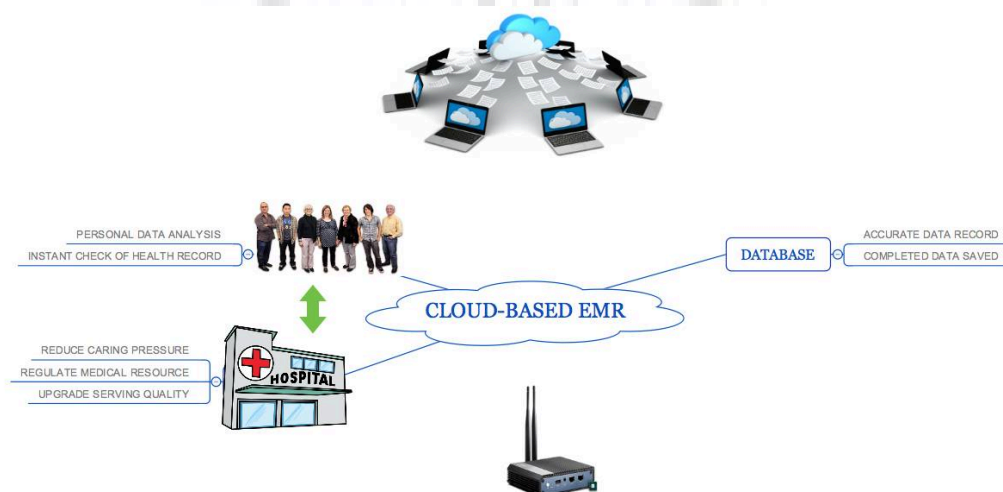 PERSONAL DATA ANALYSIS
INSTANT CHECK OF HEALTH RECORD
DATABASE
ACCURATE DATA RECORD
COMPLETED DATA SAVED
CLOUD-BASED EMR
REDUCE CARING PRESSURE
REGULATE MEDICAL RESOURCE
UPGRADE SERVING QUALITY
HOSPITAL